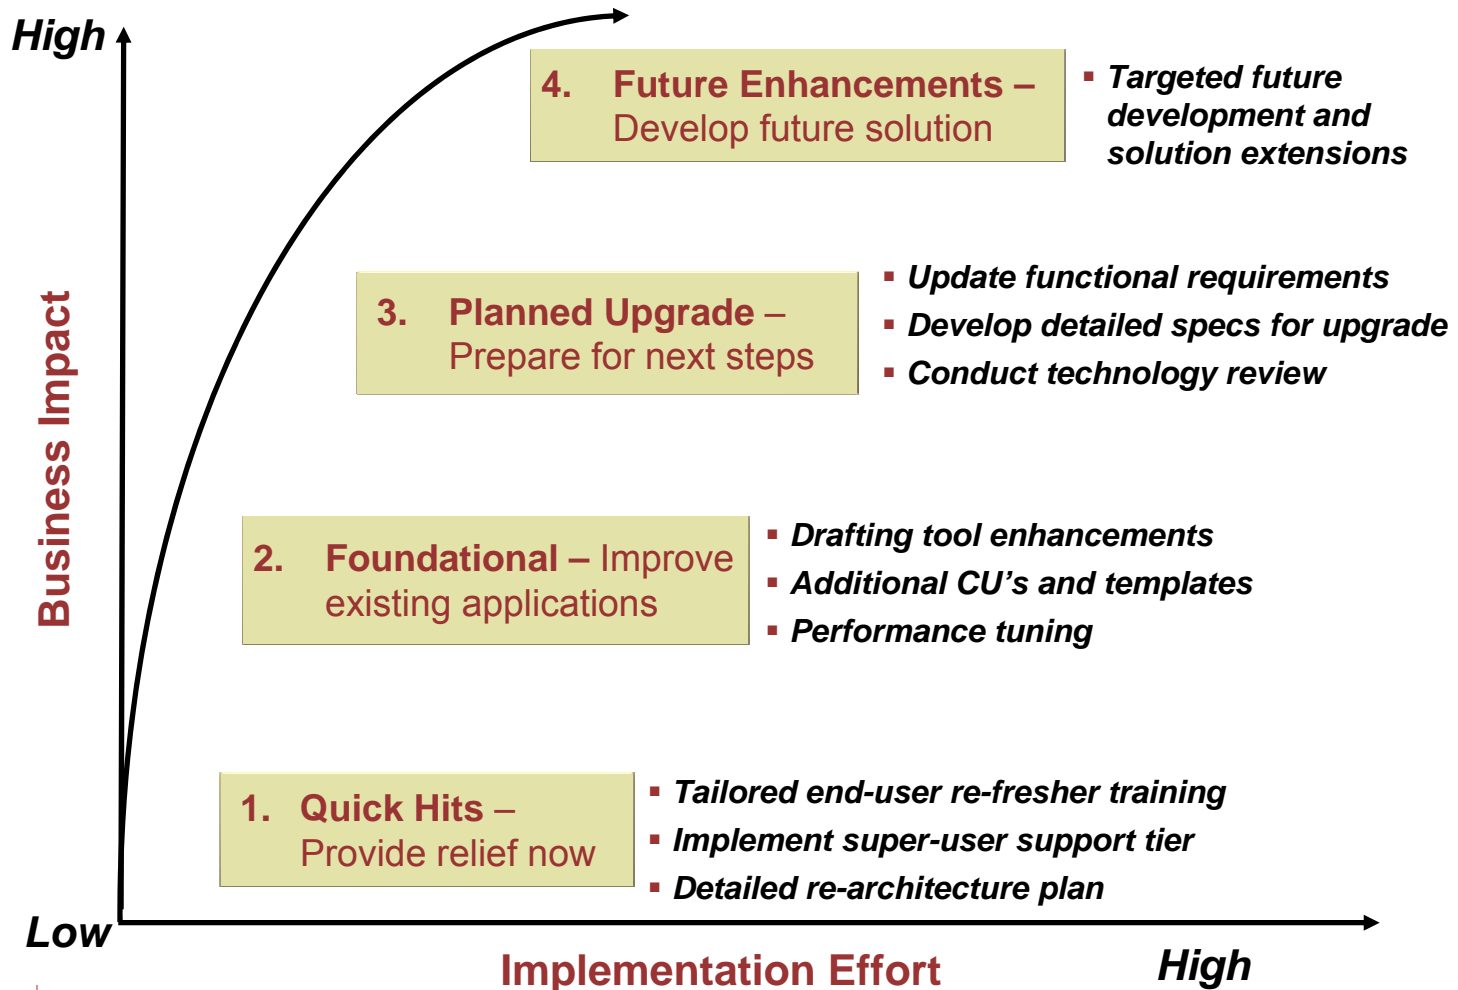 High
4. Future Enhancements –
Develop future solution
▪ Targeted future
development and
solution extensions
3. Planned Upgrade –
Prepare for next steps
▪ Update functional requirements
▪ Develop detailed specs for upgrade
▪ Conduct technology review
Business Impact
2. Foundational – Improve
existing applications
▪ Drafting tool enhancements
▪ Additional CU’s and templates
▪ Performance tuning
1. Quick Hits –
Provide relief now
▪ Tailored end-user re-fresher training
▪ Implement super-user support tier
▪ Detailed re-architecture plan
Low
Implementation Effort
High